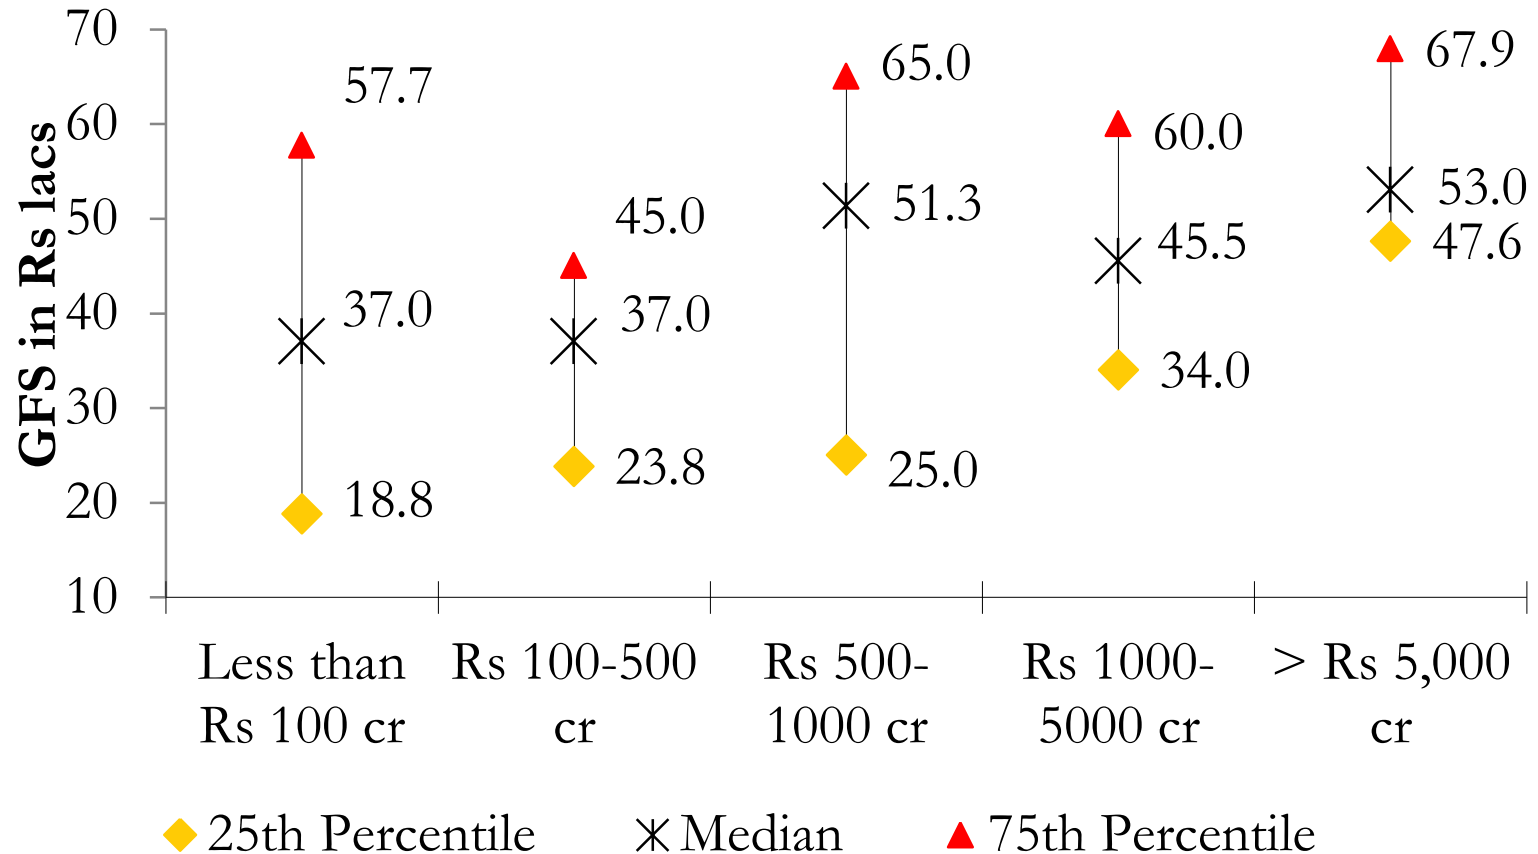 70
60
50
40
30
20
10
GFS in Rs lacs
57.7
37.0
18.8
45.0
37.0
23.8
65.0
51.3
25.0
60.0
45.5
34.0
67.9
53.0
47.6
Less than
Rs 100 cr
Rs 100-500
cr
Rs 500-
1000 cr
Rs 1000-
5000 cr
> Rs 5,000
cr
25th Percentile
Median
75th Percentile